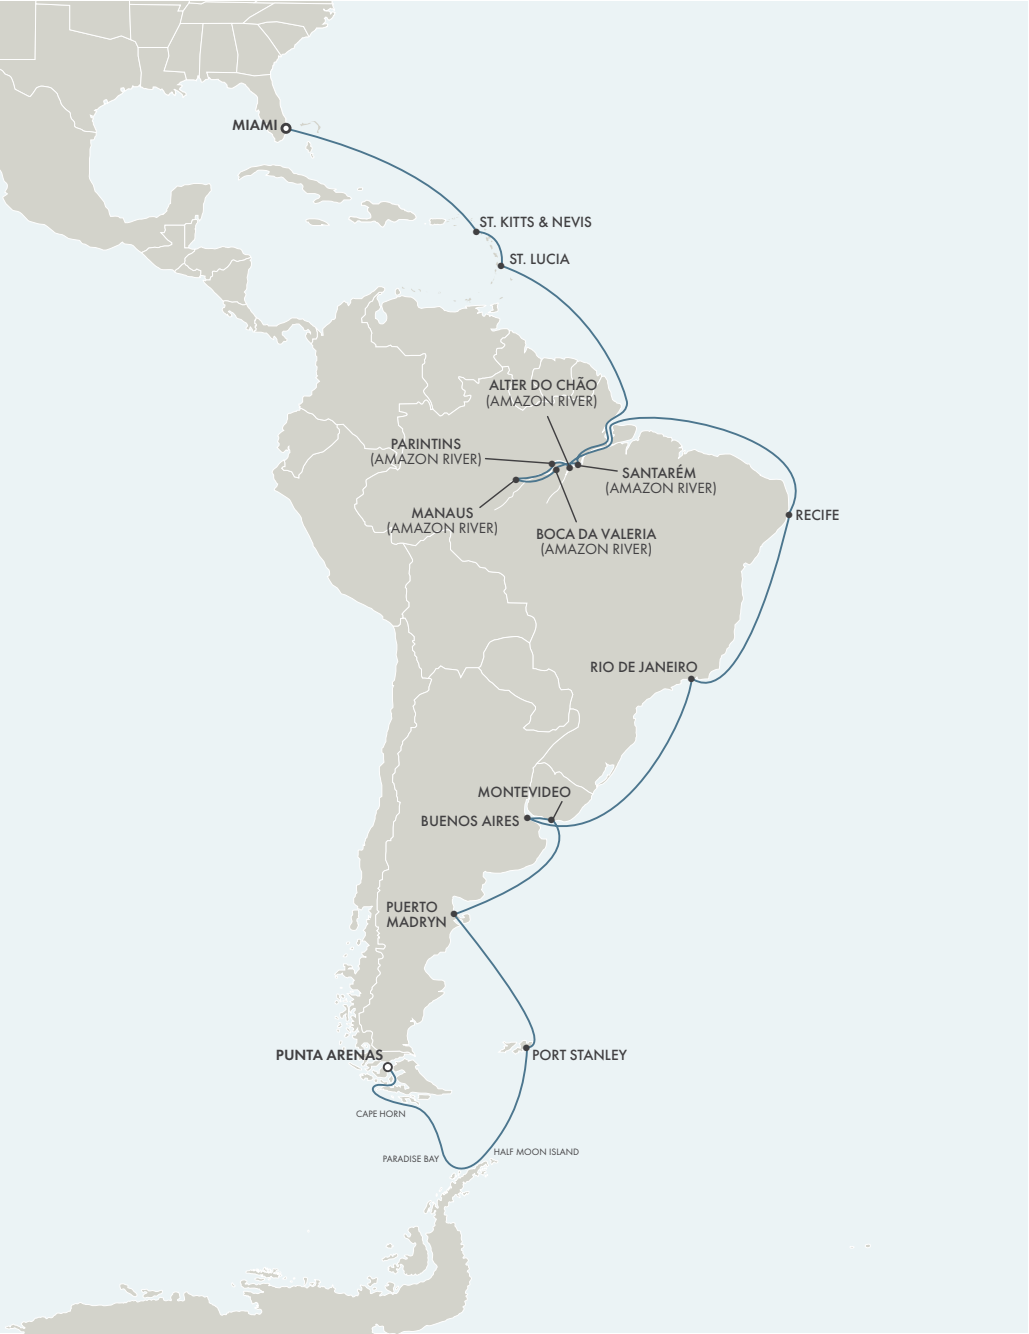 MIAMI
ST. KITTS & NEVIS
ST. LUCIA
ALTER DO CHÃO
(AMAZON RIVER)
PARINTINS
(AMAZON RIVER)
SANTARÉM
(AMAZON RIVER)
MANAUS
(AMAZON RIVER)
RECIFE
BOCA DA VALERIA
(AMAZON RIVER)
RIO DE JANEIRO
MONTEVIDEO
BUENOS AIRES
PUERTO
MADRYN
PUNTA ARENAS
PORT STANLEY
CAPE HORN
HALF MOON ISLAND
PARADISE BAY